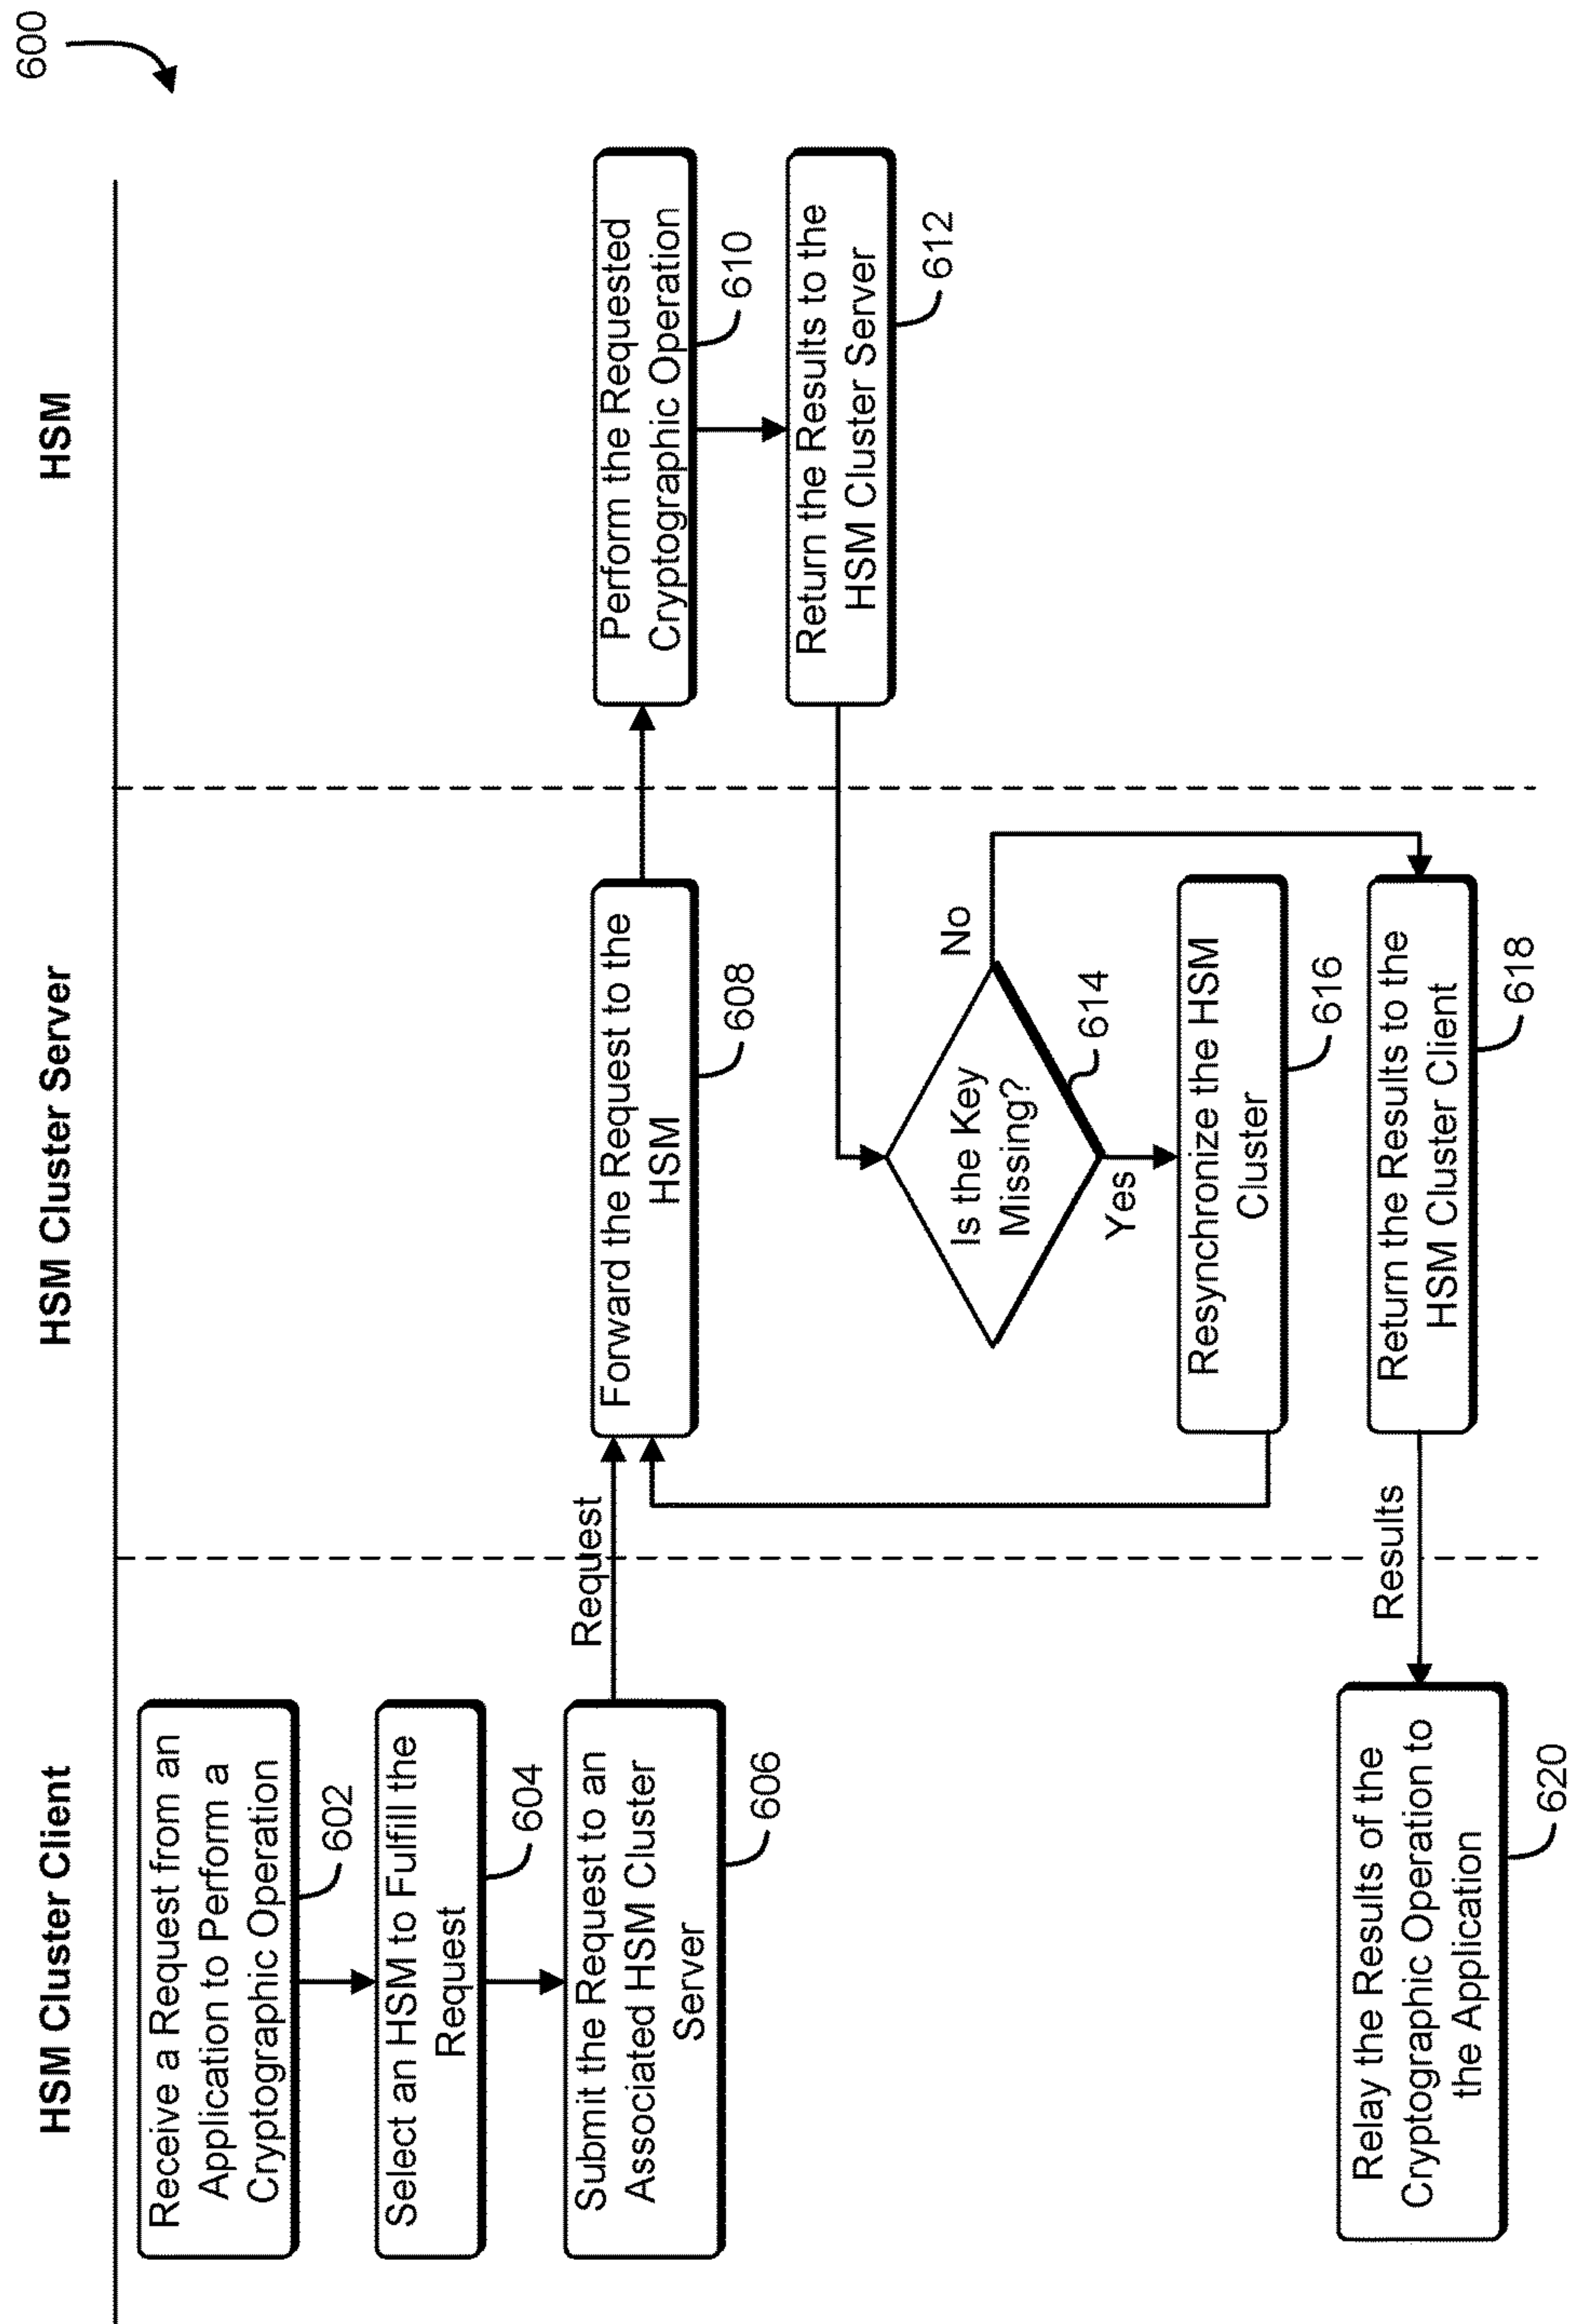 600
HSM Cluster Client
HSM Cluster Server
HSM
Receive a Request from an
Application to Perform a
Cryptographic Operation
602
Select an HSM to Fulfill the
Request
604
Submit the Request to an
Associated HSM Cluster
Server
606
Request
Forward the Request to the
HSM
608
Perform the Requested
Cryptographic Operation
610
Return the Results to the
HSM Cluster Server
612
Is the Key
Missing?
614
No
Yes
Resynchronize the HSM
Cluster
616
Return the Results to the
HSM Cluster Client
618
Results
Relay the Results of the
Cryptographic Operation to
the Application
620